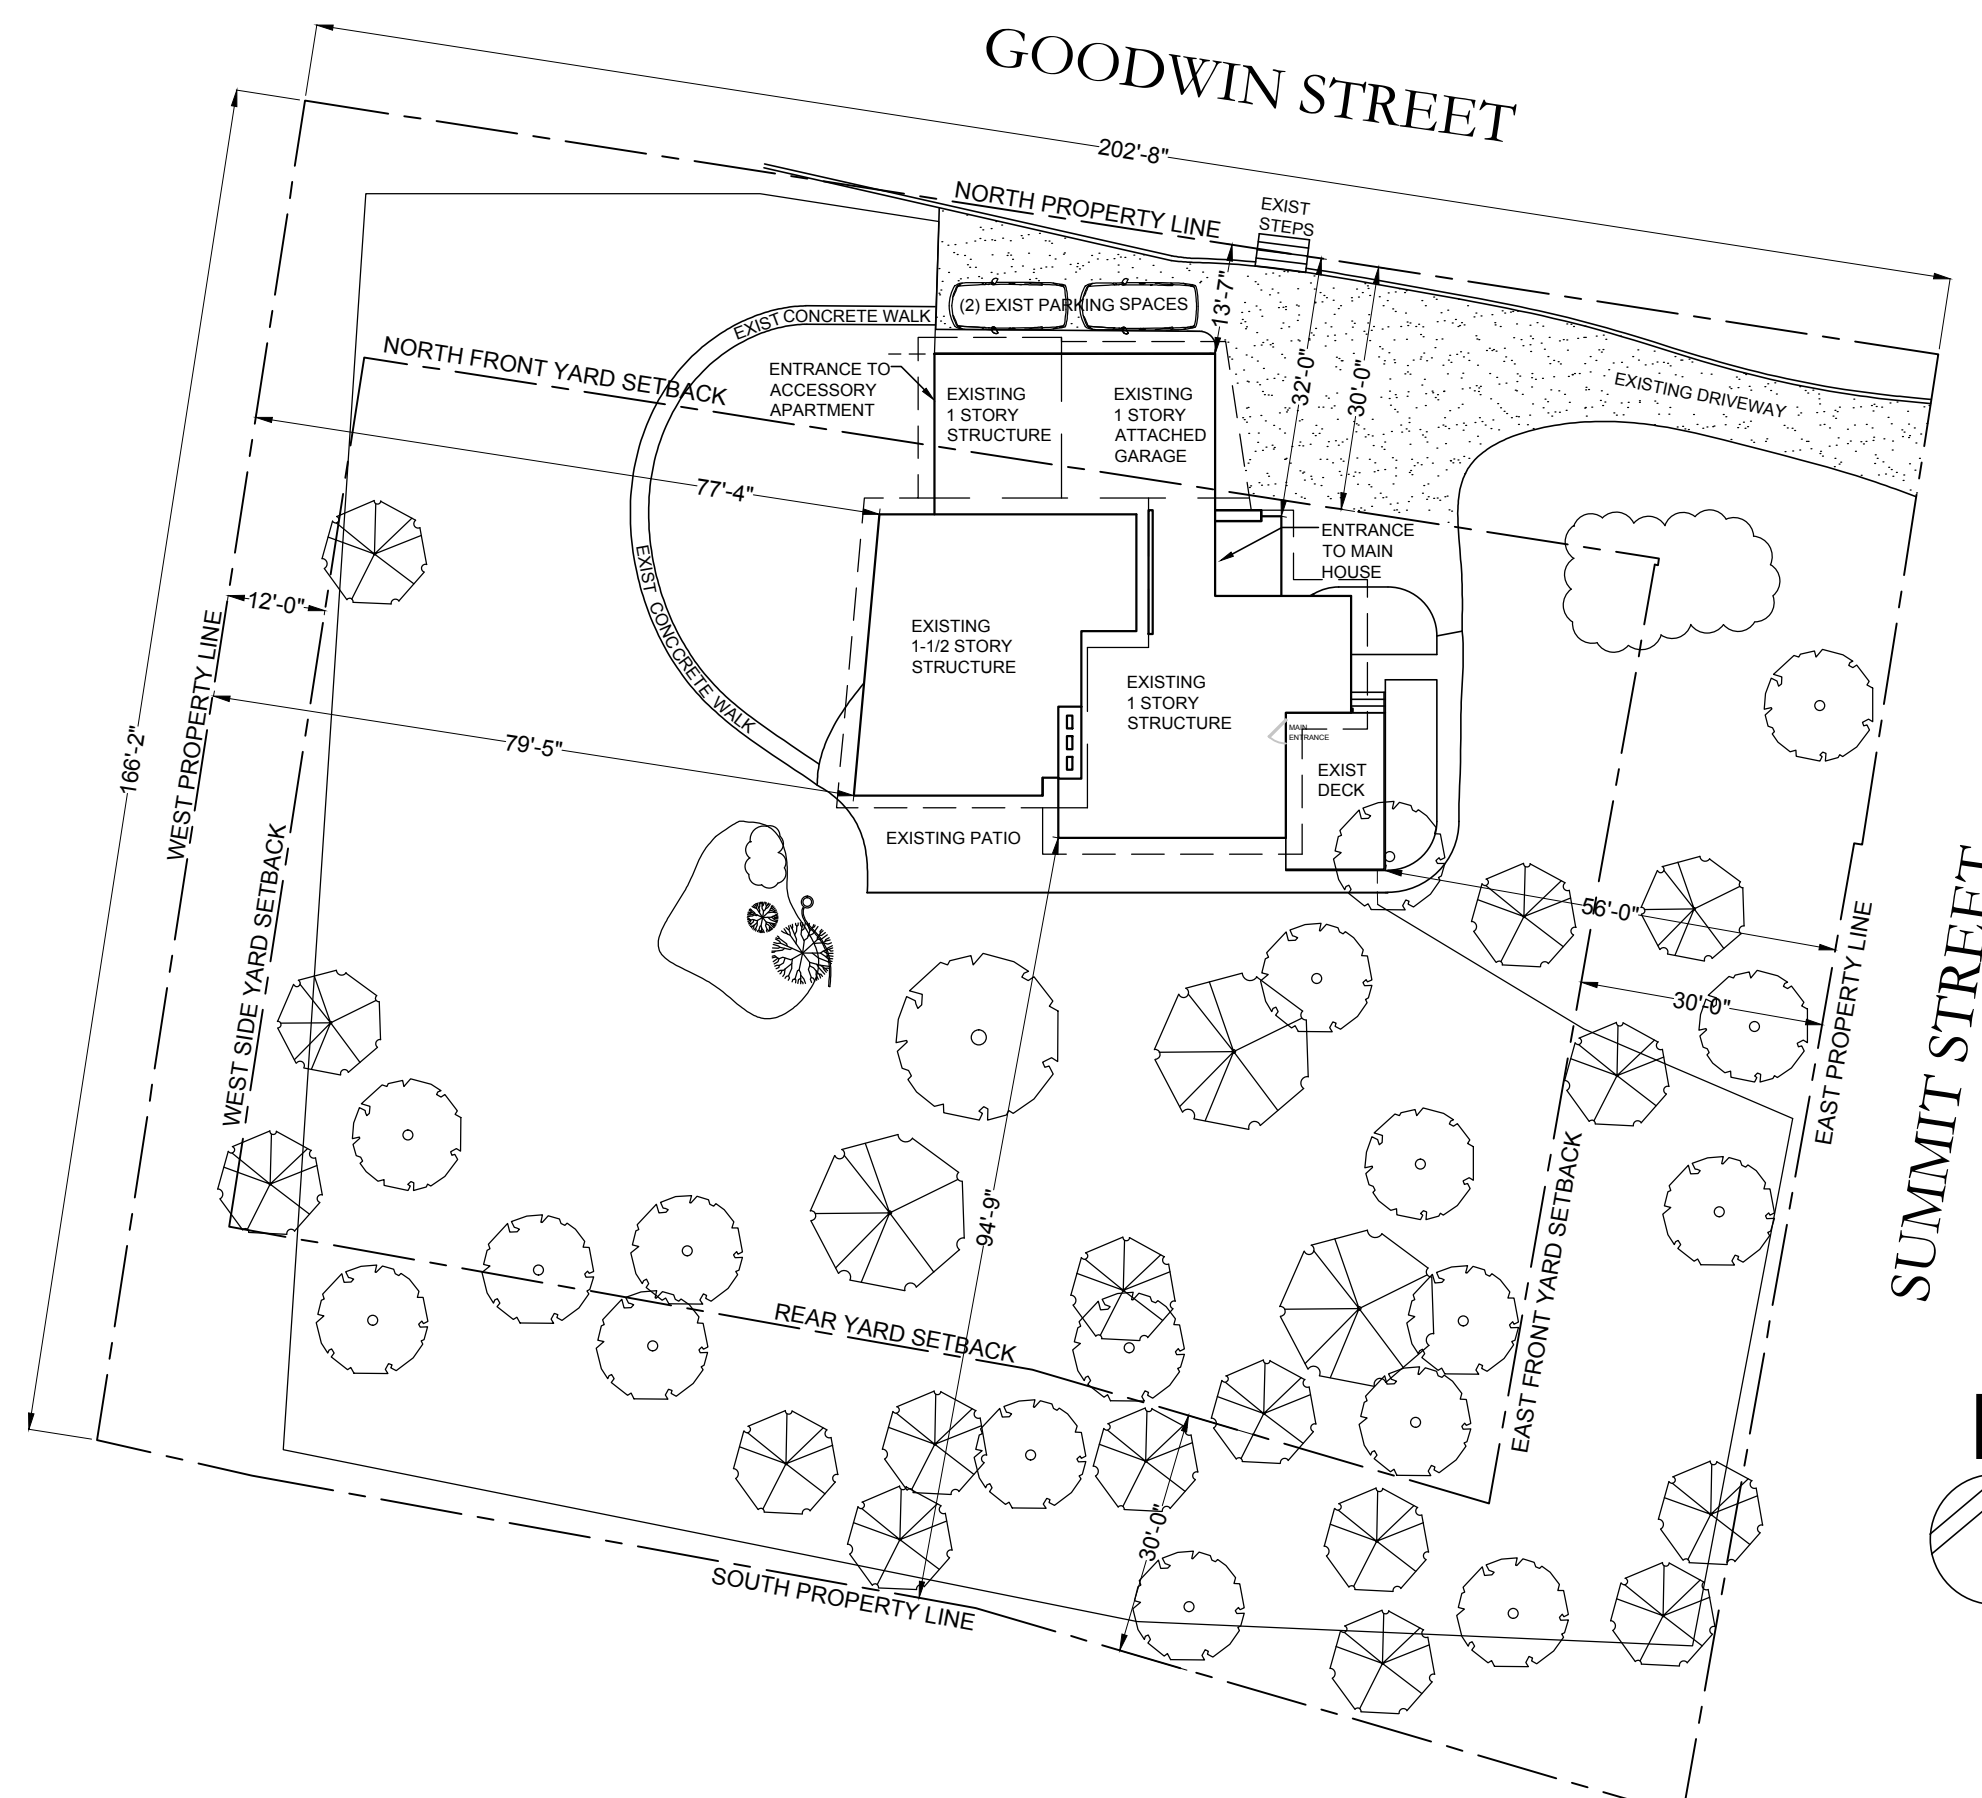 GOODWIN STREET
202'-8"
NORTH PROPERTY LINE
EXIST
STEPS
(2) EXIST PARKING SPACES
13'-7"
EXIST CONCRETE WALK
NORTH FRONT YARD SETBACK
ENTRANCE TO
ACCESSORY
APARTMENT
EXISTING
1 STORY
STRUCTURE
EXISTING
1 STORY
ATTACHED
GARAGE
32'-0"
30'-0"
EXISTING DRIVEWAY
77'-4"
ENTRANCE
TO MAIN
HOUSE
EXIST CONCCRETE WALK
12'-0"
WEST PROPERTY LINE
166'-2"
EXISTING
1-1/2 STORY
STRUCTURE
EXISTING
1 STORY
STRUCTURE
MAIN
ENTRANCE
79'-5"
EXIST
DECK
EXISTING PATIO
WEST SIDE YARD SETBACK
56'-0"
30'-0"
EAST PROPERTY LINE
SUMMIT STREET
94'-9"
EAST FRONT YARD SETBACK
REAR YARD SETBACK
30'-0"
SOUTH PROPERTY LINE